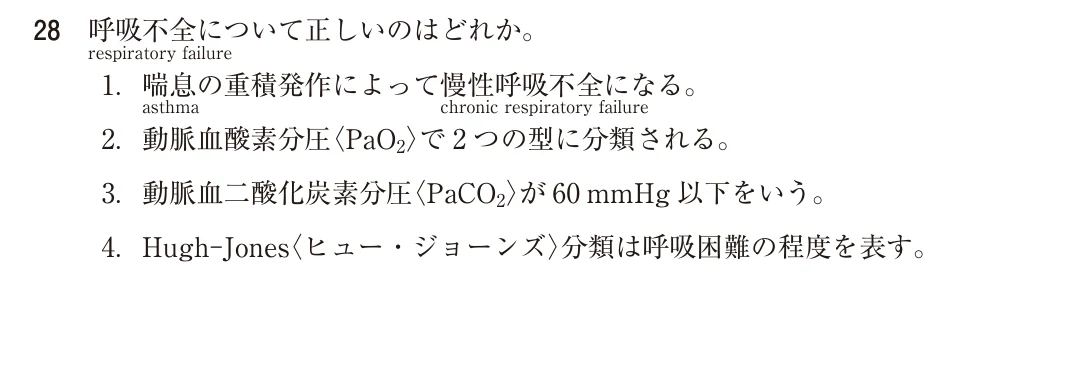 28 呼吸不全について正しいのはどれか。
respiratory failure
1. 喘息の重積発作によって慢性呼吸不全になる。
asthma chronic respiratory failure
2. 動脈血酸素分圧〈PaO₂〉で2つの型に分類される。
3. 動脈血二酸化炭素分圧〈PaCO₂〉が60 mmHg 以下をいう。
4. Hugh-Jones〈ヒュー・ジョーンズ〉分類は呼吸困難の程度を表す。